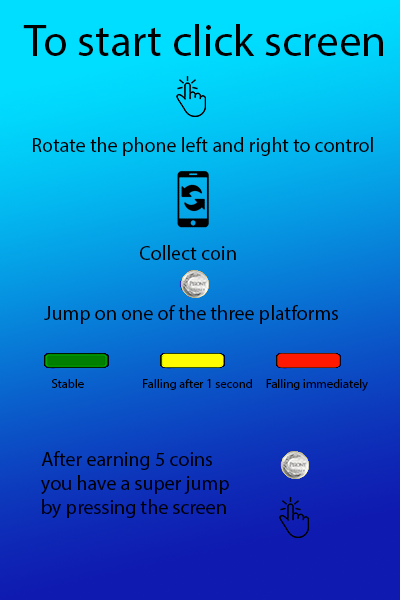 To start click screen
Rotate the phone left and right to control
Collect coin
Jump on one of the three platforms
Stable Falling after 1 second Falling immediately
After earning 5 coins
you have a super jump
by pressing the screen